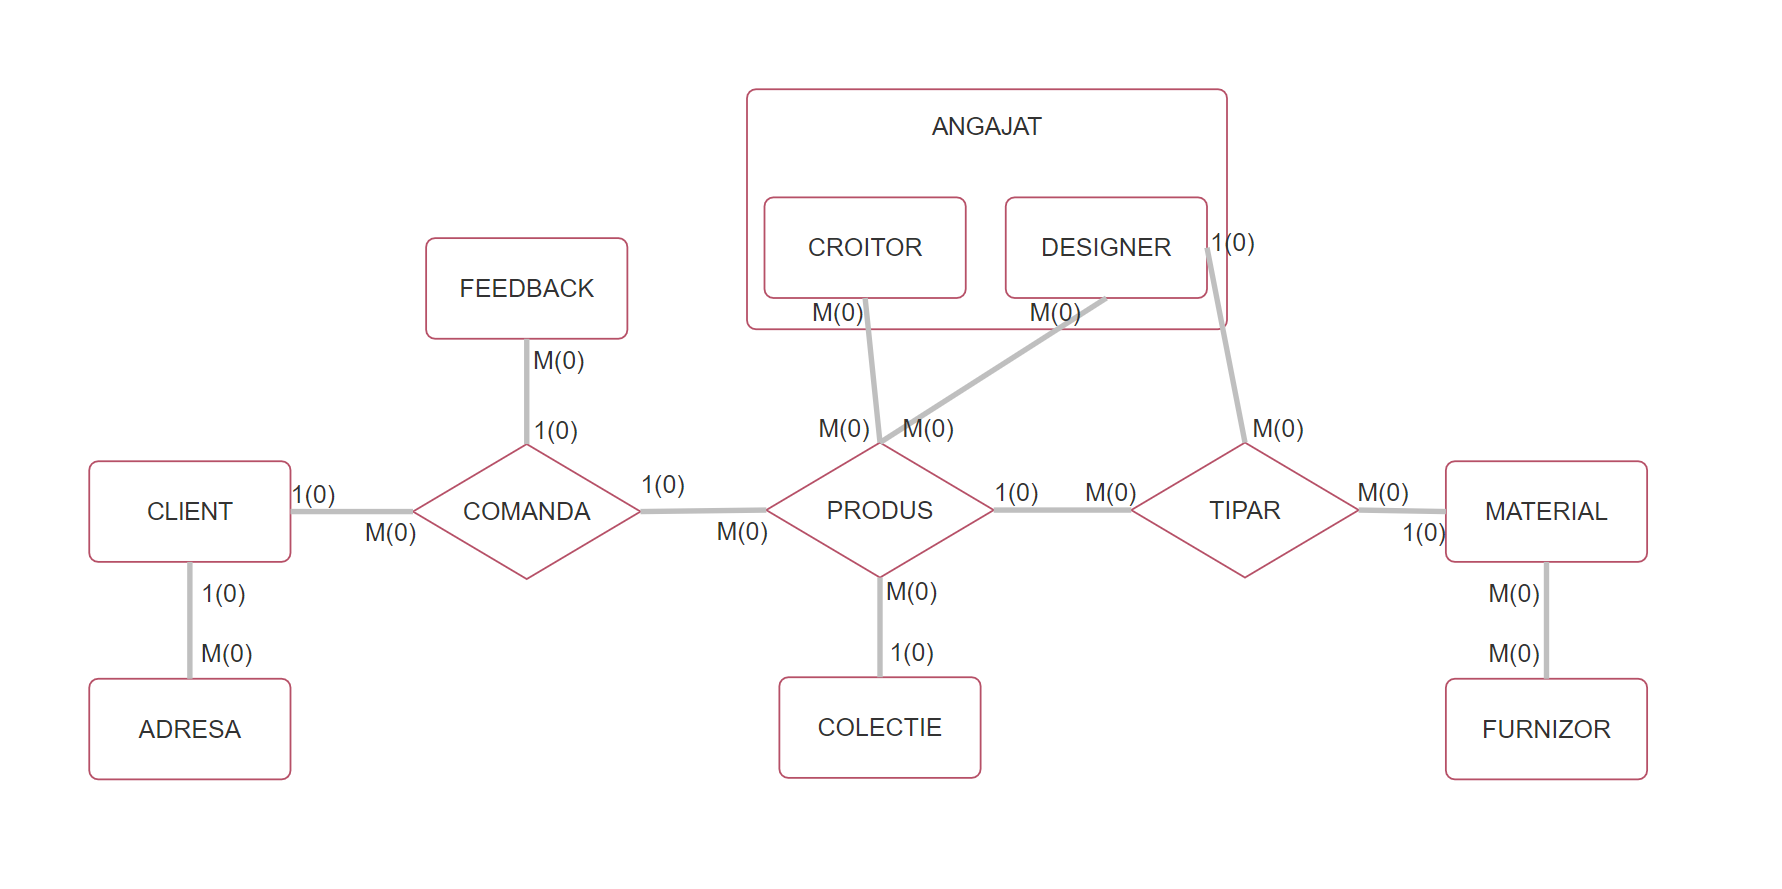 ANGAJAT
CROITOR
DESIGNER
1(0)
FEEDBACK
M(0)
M(0)
M(0)
1(0)
M(0)
M(0)
M(0)
CLIENT
1(0)
M(0)
COMANDA
1(0)
M(0)
PRODUS
1(0)
M(0)
TIPAR
M(0)
1(0)
MATERIAL
1(0)
M(0)
M(0)
1(0)
M(0)
M(0)
ADRESA
COLECTIE
FURNIZOR